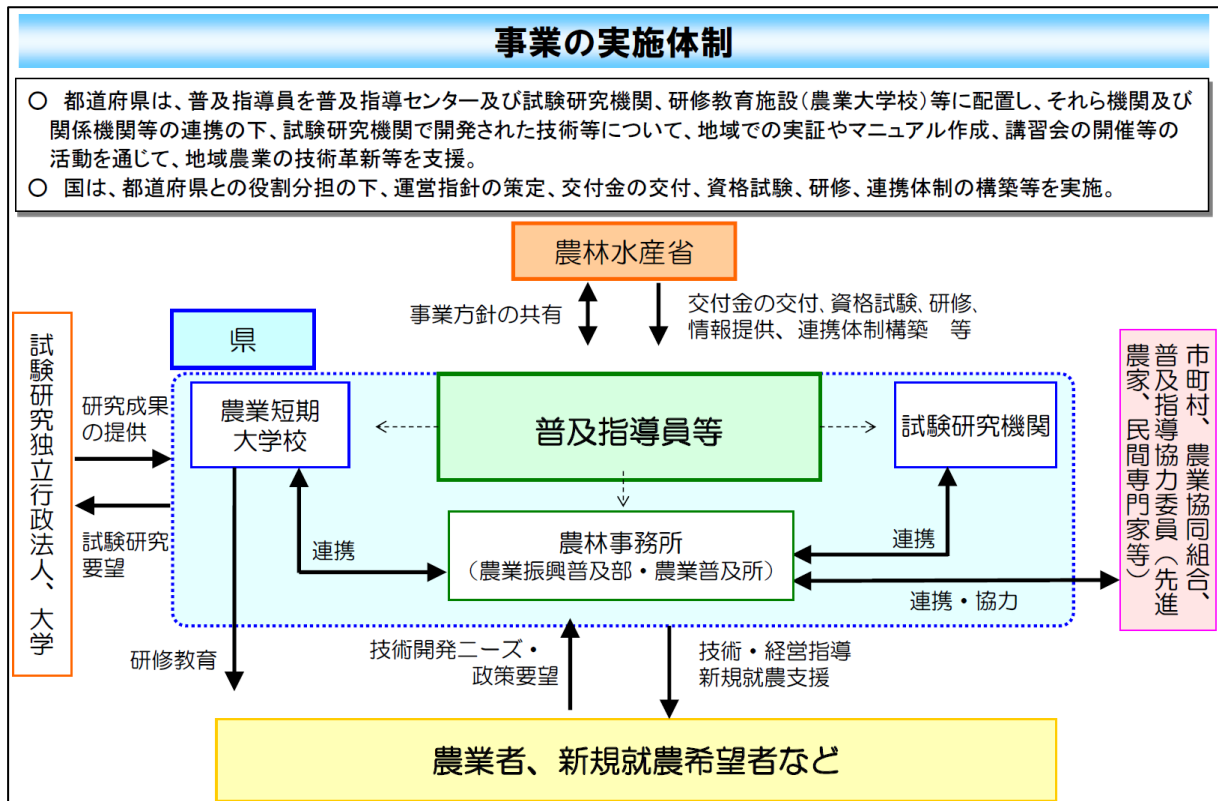 事業の実施体制
○ 都道府県は、普及指導員を普及指導センター及び試験研究機関、研修教育施設(農業大学校)等に配置し、それら機関及び
関係機関等の連携の下、試験研究機関で開発された技術等について、地域での実証やマニュアル作成、講習会の開催等の
活動を通じて、地域農業の技術革新等を支援。
○ 国は、都道府県との役割分担の下、運営指針の策定、交付金の交付、資格試験、研修、連携体制の構築等を実施。
農林水産省
事業方針の共有
交付金の交付、資格試験、研修、
情報提供、連携体制構築 等
県
試験研究独立行政法人、大学
研究成果
の提供
試験研究
要望
農業短期
大学校
普及指導員等
試験研究機関
市町村、農業協同組合、
普及指導協力委員(先進
農家、民間専門家等)
連携
農林事務所
(農業振興普及部・農業普及所)
連携
連携・協力
研修教育
技術開発ニーズ・
政策要望
技術・経営指導
新規就農支援
農業者、新規就農希望者など